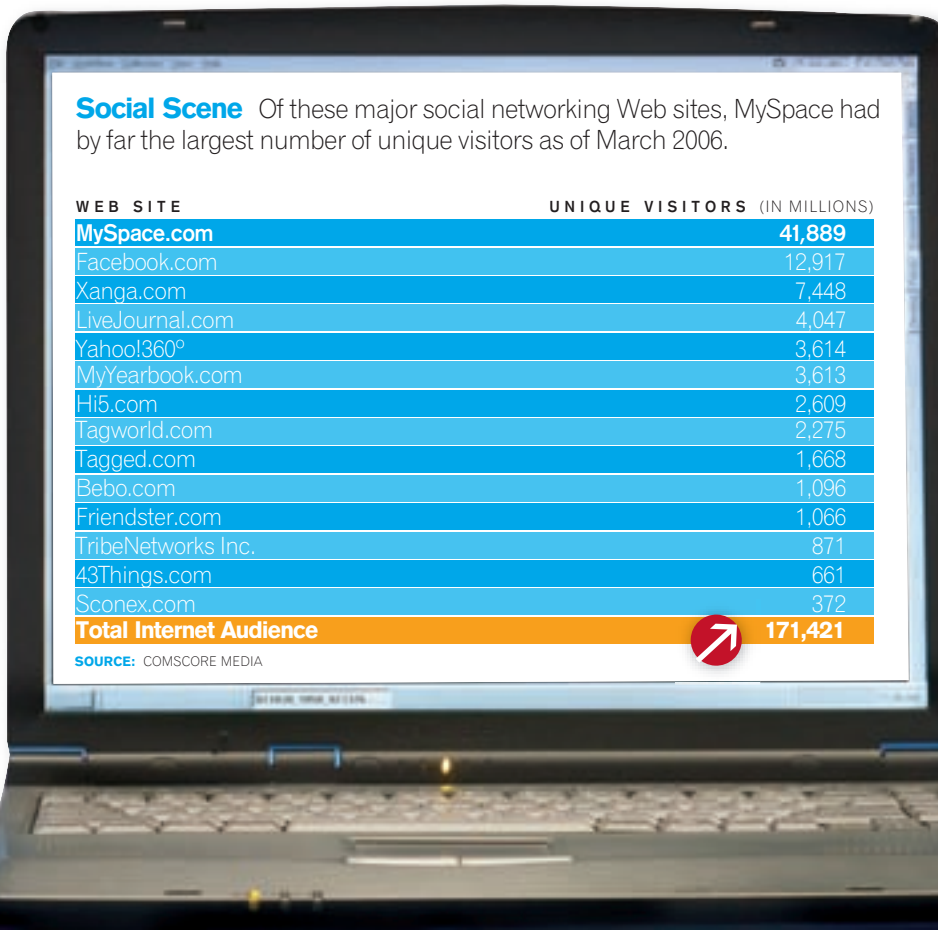 Social Scene Of these major social networking Web sites, MySpace had
by far the largest number of unique visitors as of March 2006.
WEB SITE UNIQUE VISITORS (IN MILLIONS)
MySpace.com 41,889
Facebook.com 12,917
Xanga.com 7,448
LiveJournal.com 4,047
Yahoo!360° 3,614
MyYearbook.com 3,613
Hi5.com 2,609
Tagworld.com 2,275
Tagged.com 1,668
Bebo.com 1,096
Friendster.com 1,066
TribeNetworks Inc. 871
43Things.com 661
Sconex.com 372
Total Internet Audience 171,421
SOURCE: COMSCORE MEDIA